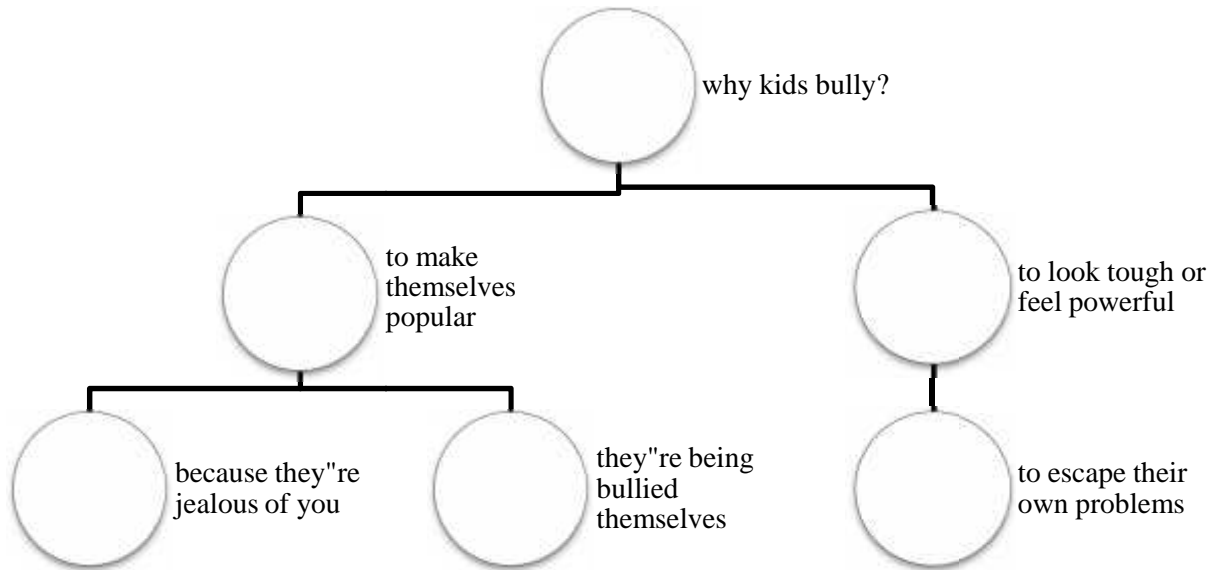 why kids bully?
to make
themselves
popular
to look tough or
feel powerful
because they"re
jealous of you
they"re being
bullied
themselves
to escape their
own problems